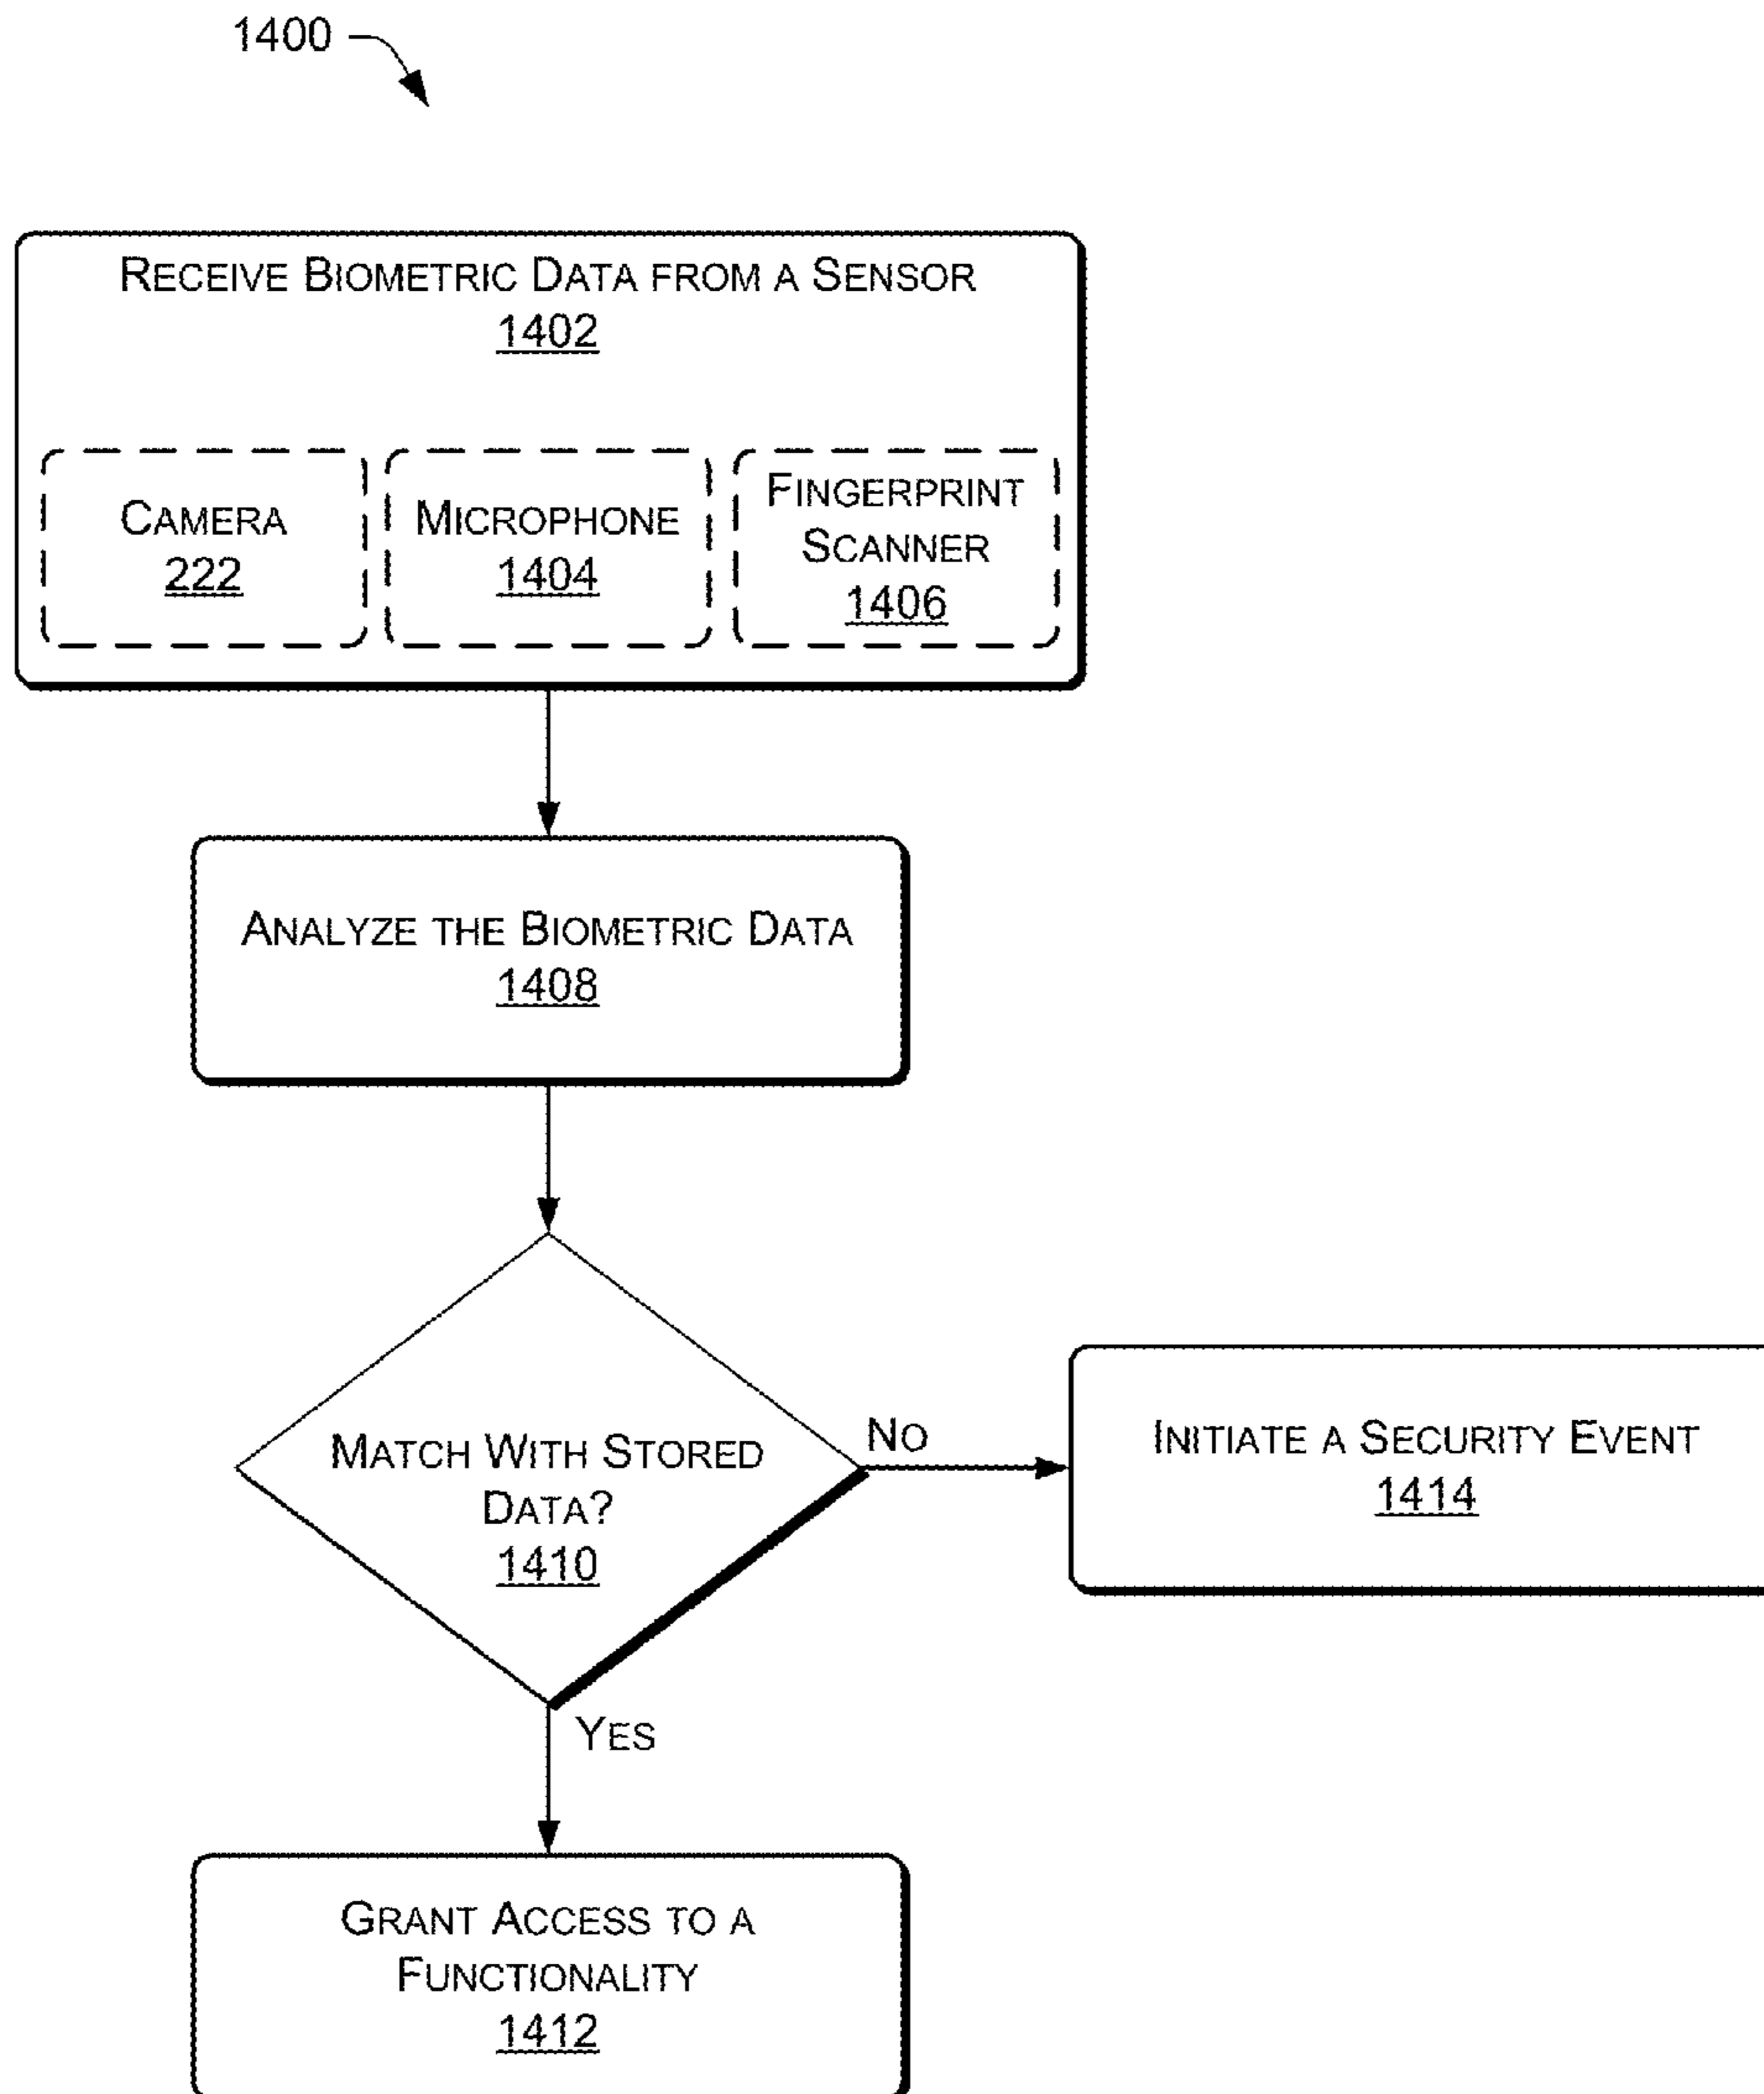 1400
RECEIVE BIOMETRIC DATA FROM A SENSOR
1402
CAMERA
222
MICROPHONE
1404
FINGERPRINT
SCANNER
1406
ANALYZE THE BIOMETRIC DATA
1408
MATCH WITH STORED
DATA?
1410
NO
INITIATE A SECURITY EVENT
1414
YES
GRANT ACCESS TO A
FUNCTIONALITY
1412